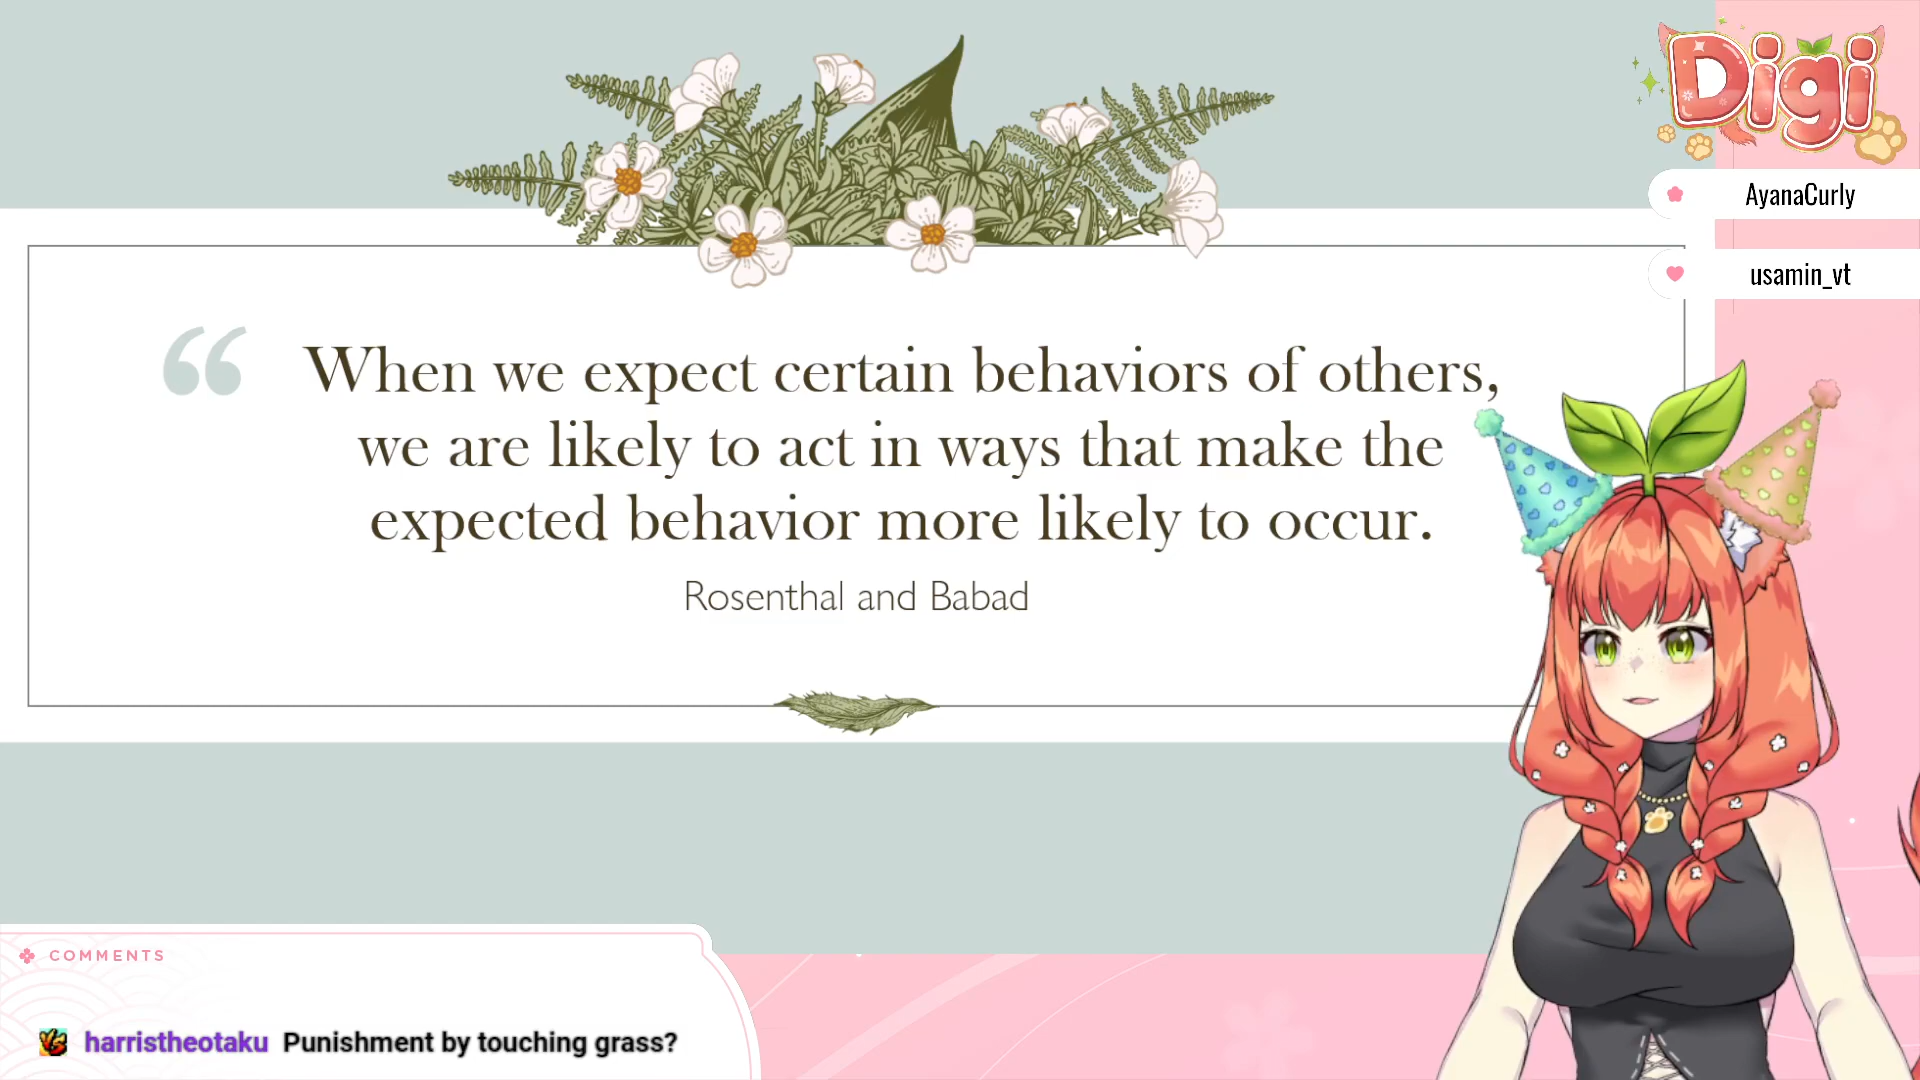 Digi
AyanaCurly
usamin_vt
“
When we expect certain behaviors of others,
we are likely to act in ways that make the
expected behavior more likely to occur.
Rosenthal and Babad
COMMENTS
harristheotaku Punishment by touching grass?